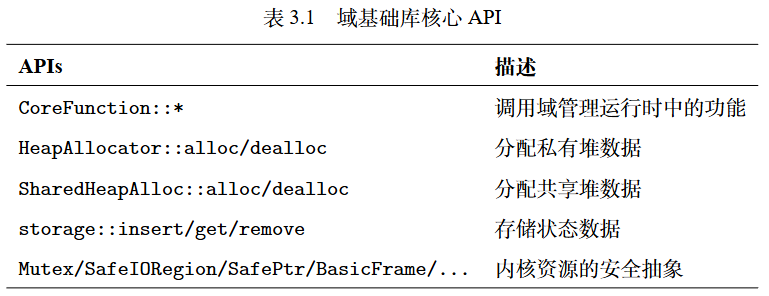 表 3.1 域基础库核心 API
APIs 描述
CoreFunction::* 调用域管理运行时中的功能
HeapAllocator::alloc/dealloc 分配私有堆数据
SharedHeapAlloc::alloc/dealloc 分配共享堆数据
storage::insert/get/remove 存储状态数据
Mutex/SafeIORegion/SafePtr/BasicFrame/... 内核资源的安全抽象